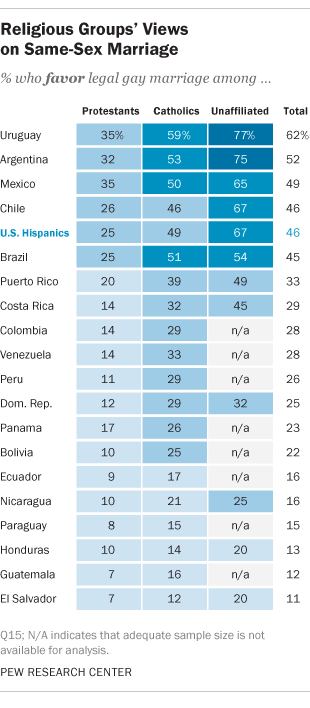 Religious Groups' Views
on Same-Sex Marriage
% who favor legal gay marriage among ...
Protestants Catholics Unaffiliated Total
Uruguay 35% 59% 77% 62%
Argentina 32 53 75 52
Mexico 35 50 65 49
Chile 26 46 67 46
U.S. Hispanics 25 49 67 46
Brazil 25 51 54 45
Puerto Rico 20 39 49 33
Costa Rica 14 32 45 29
Colombia 14 29 n/a 28
Venezuela 14 33 n/a 28
Peru 11 29 n/a 26
Dom. Rep. 12 29 32 25
Panama 17 26 n/a 23
Bolivia 10 25 n/a 22
Ecuador 9 17 n/a 16
Nicaragua 10 21 25 16
Paraguay 8 15 n/a 15
Honduras 10 14 20 13
Guatemala 7 16 n/a 12
El Salvador 7 12 20 11
Q15; N/A indicates that adequate sample size is not
available for analysis.
PEW RESEARCH CENTER